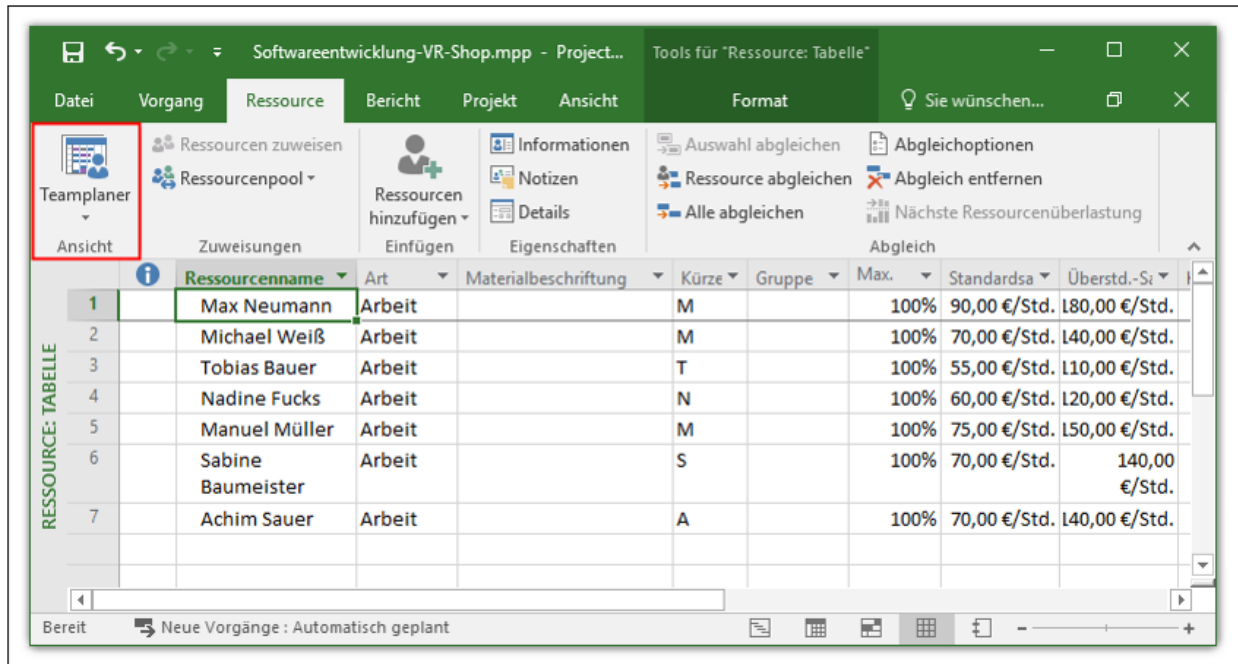 Softwareentwicklung-VR-Shop.mpp - Project... Tools für "Ressource: Tabelle"
Datei Vorgang Ressource Bericht Projekt Ansicht Format Sie wünschen...
Teamplaner
Ansicht
Ressourcen zuweisen
Ressourcenpool
Zuweisungen
Ressourcen
hinzufügen
Einfügen
Informationen
Notizen
Details
Eigenschaften
Auswahl abgleichen
Ressource abgleichen
Alle abgleichen
Abgleichoptionen
Abgleich entfernen
Nächste Ressourcenüberlastung
Abgleich
Ressourcenname Art Materialbeschriftung Kürze Gruppe Max. Standardsa Überstd.-Sa
1 Max Neumann Arbeit M 100% 90,00 €/Std. 180,00 €/Std.
2 Michael Weiß Arbeit M 100% 70,00 €/Std. 140,00 €/Std.
3 Tobias Bauer Arbeit T 100% 55,00 €/Std. 110,00 €/Std.
4 Nadine Fucks Arbeit N 100% 60,00 €/Std. 120,00 €/Std.
5 Manuel Müller Arbeit M 100% 75,00 €/Std. 150,00 €/Std.
6 Sabine Arbeit S 100% 70,00 €/Std. 140,00
Baumeister €/Std.
7 Achim Sauer Arbeit A 100% 70,00 €/Std. 140,00 €/Std.
RESSOURCE: TABELLE
Bereit Neue Vorgänge : Automatisch geplant